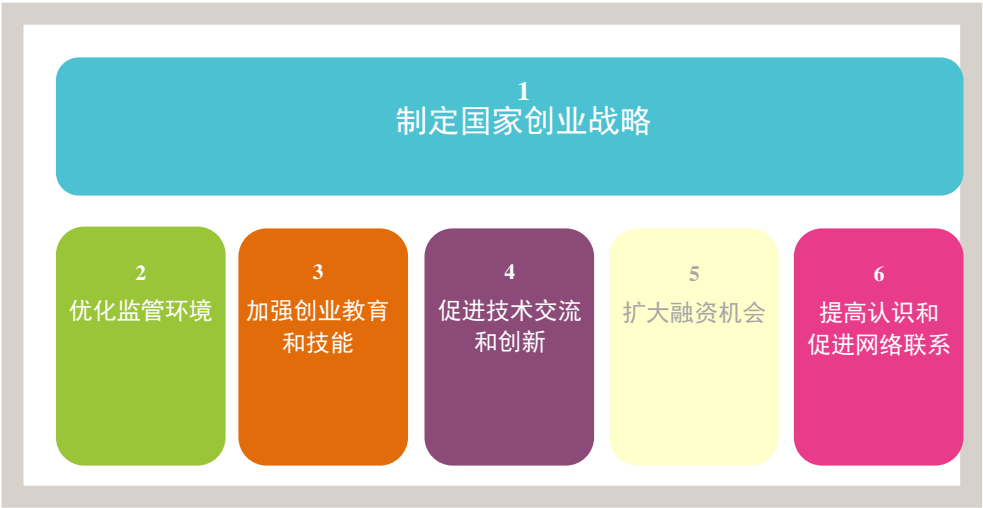 1
制定国家创业战略
2
优化监管环境
3
加强创业教育
和技能
4
促进技术交流
和创新
5
扩大融资机会
6
提高认识和
促进网络联系